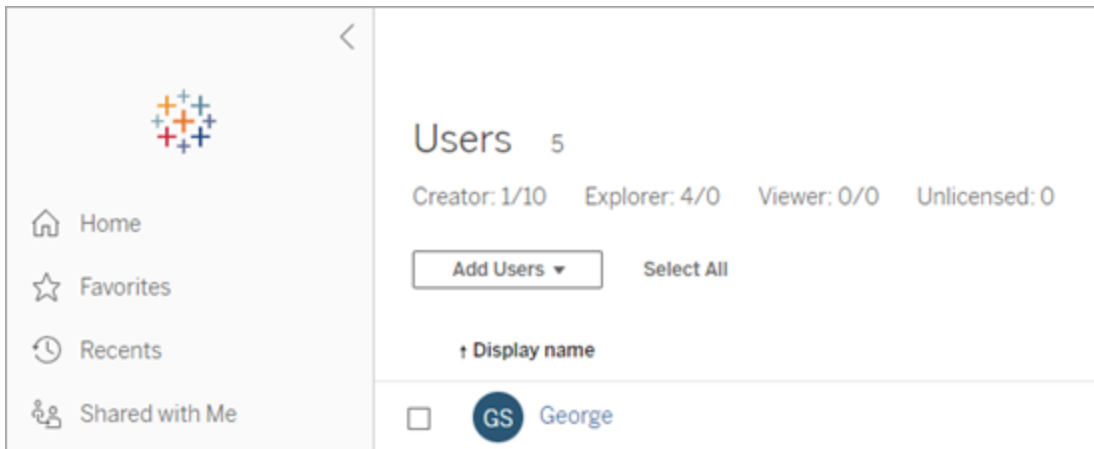 Home
Favorites
Recents
Shared with Me
Users 5
Creator: 1/10 Explorer: 4/0 Viewer: 0/0 Unlicensed: 0
Add Users ▾ Select All
↑ Display name
GS George